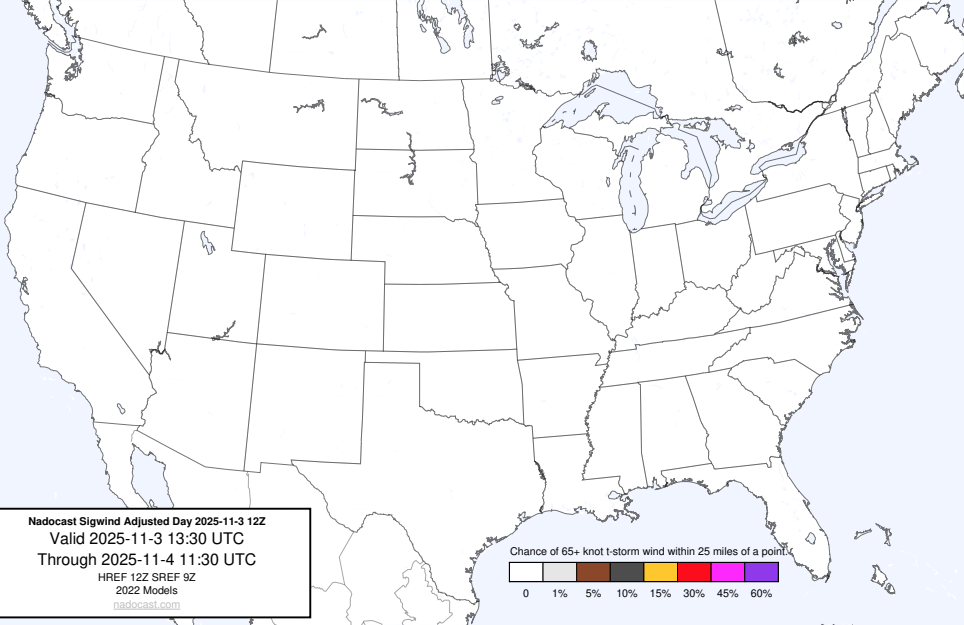 Nadocast Sigwind Adjusted Day 2025-11-3 12Z
Valid 2025-11-3 13:30 UTC
Through 2025-11-4 11:30 UTC
HREF 12Z SREF 9Z
2022 Models
nadocast.com
Chance of 65+ knot t-storm wind within 25 miles of a point.
0 1% 5% 10% 15% 30% 45% 60%